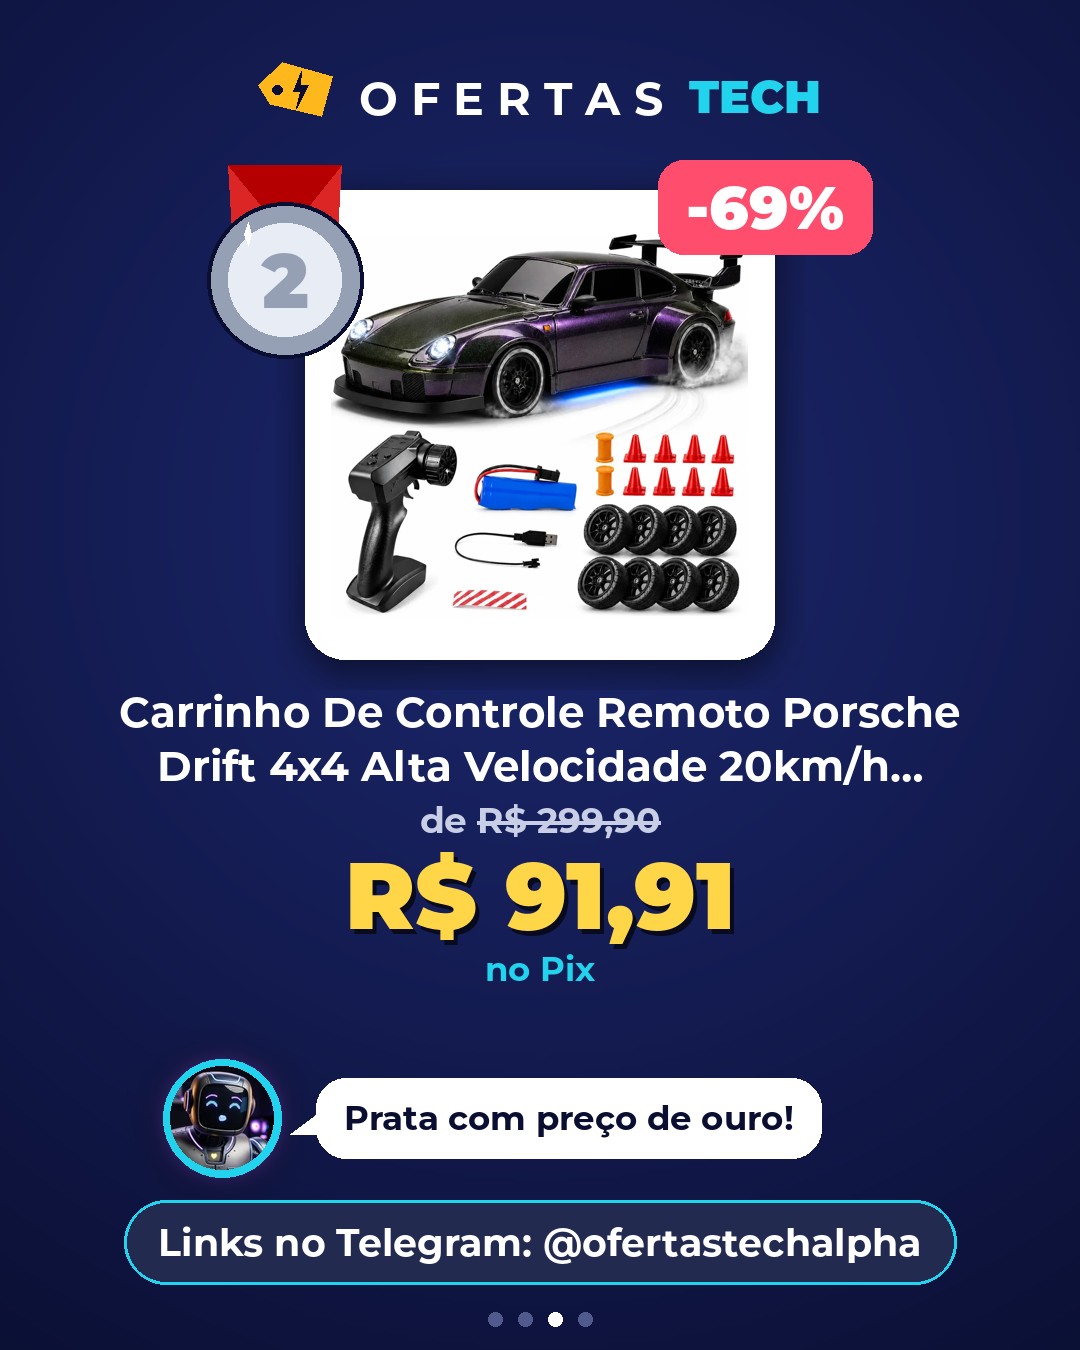 OFERTAS TECH
-69%
2
Carrinho De Controle Remoto Porsche
Drift 4x4 Alta Velocidade 20km/h...
de R$ 299,90
R$ 91,91
no Pix
Prata com preço de ouro!
Links no Telegram: @ofertastechalpha